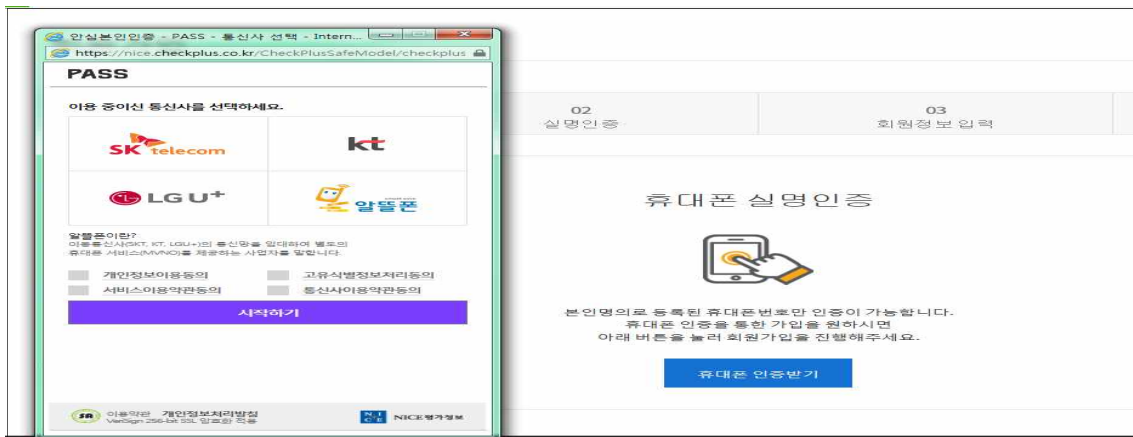 안심본인인증 - PASS - 통신사 선택 - Intern...
https://nice.checkplus.co.kr/CheckPlusSafeModel/checkplus
PASS
이용 중이신 통신사를 선택하세요.
SK telecom
kt
LG U+
알뜰폰
알뜰폰이란?
이동통신사(SKT, KT, LGU+)의 통신망을 임대하여 별도의
휴대폰 서비스(MVNO)를 제공하는 사업자를 말합니다.
개인정보이용동의
고유식별정보처리동의
서비스이용약관동의
통신사이용약관동의
시작하기
이용약관 개인정보처리방침
VeriSign 256-bit SSL 암호화 적용
NICE 평가정보
02
실명인증
03
회원정보입력
휴대폰 실명인증
본인명의로 등록된 휴대폰번호만 인증이 가능합니다.
휴대폰 인증을 통한 가입을 원하시면
아래 버튼을 눌러 회원가입을 진행해주세요.
휴대폰 인증받기